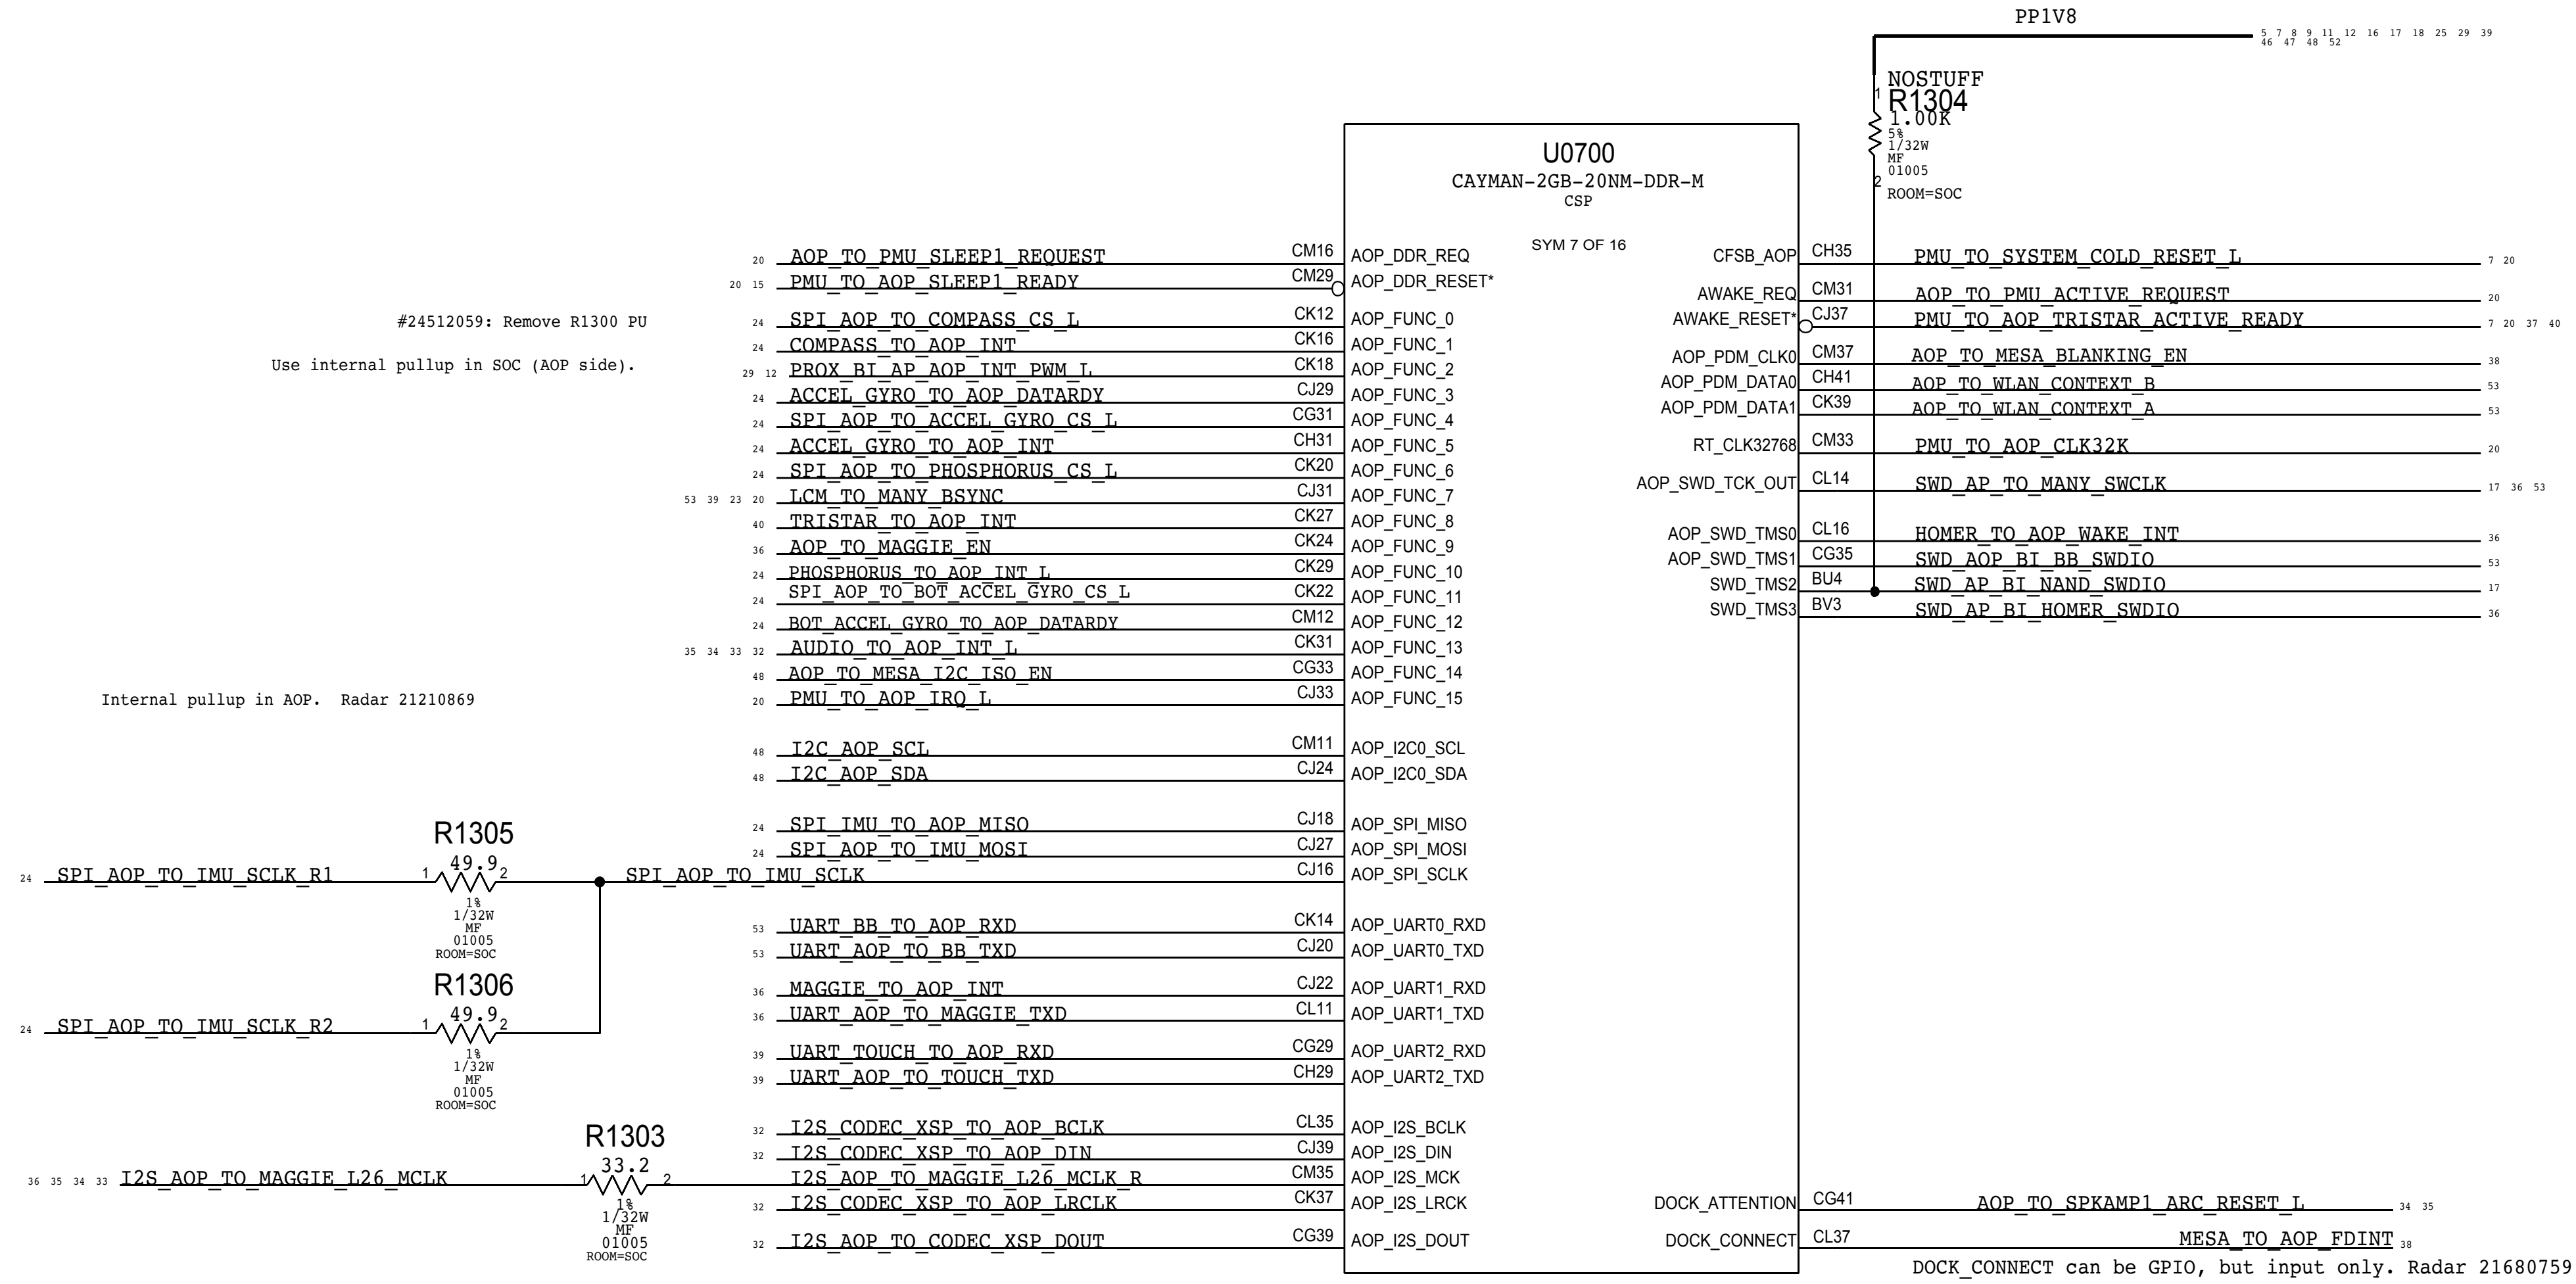 PP1V8
5 7 8 9 11 12 16 17 18 25 29 39
46 47 48 52
NOSTUFF
R1304
1.00K
5%
1/32W
MF
01005
ROOM=SOC
1
2
U0700
CAYMAN-2GB-20NM-DDR-M
CSP
SYM 7 OF 16
20 AOP_TO_PMU_SLEEP1_REQUEST CM16 AOP_DDR_REQ
20 15 PMU_TO_AOP_SLEEP1_READY CM29 AOP_DDR_RESET*
#24512059: Remove R1300 PU
Use internal pullup in SOC (AOP side).
24 SPI_AOP_TO_COMPASS_CS_L CK12 AOP_FUNC_0
24 COMPASS_TO_AOP_INT CK16 AOP_FUNC_1
29 12 PROX_BI_AP_AOP_INT_PWM_L CK18 AOP_FUNC_2
24 ACCEL_GYRO_TO_AOP_DATARDY CJ29 AOP_FUNC_3
24 SPI_AOP_TO_ACCEL_GYRO_CS_L CG31 AOP_FUNC_4
24 ACCEL_GYRO_TO_AOP_INT CH31 AOP_FUNC_5
24 SPI_AOP_TO_PHOSPHORUS_CS_L CK20 AOP_FUNC_6
53 39 23 20 LCM_TO_MANY_BSYNC CJ31 AOP_FUNC_7
40 TRISTAR_TO_AOP_INT CK27 AOP_FUNC_8
36 AOP_TO_MAGGIE_EN CK24 AOP_FUNC_9
24 PHOSPHORUS_TO_AOP_INT_L CK29 AOP_FUNC_10
24 SPI_AOP_TO_BOT_ACCEL_GYRO_CS_L CK22 AOP_FUNC_11
24 BOT_ACCEL_GYRO_TO_AOP_DATARDY CM12 AOP_FUNC_12
35 34 33 32 AUDIO_TO_AOP_INT_L CK31 AOP_FUNC_13
48 AOP_TO_MESA_I2C_ISO_EN CG33 AOP_FUNC_14
20 PMU_TO_AOP_IRQ_L CJ33 AOP_FUNC_15
Internal pullup in AOP. Radar 21210869
48 I2C_AOP_SCL CM11 AOP_I2C0_SCL
48 I2C_AOP_SDA CJ24 AOP_I2C0_SDA
24 SPI_IMU_TO_AOP_MISO CJ18 AOP_SPI_MISO
24 SPI_AOP_TO_IMU_MOSI CJ27 AOP_SPI_MOSI
R1305
49.9
24 SPI_AOP_TO_IMU_SCLK_R1 1 2 SPI_AOP_TO_IMU_SCLK CJ16 AOP_SPI_SCLK
1%
1/32W
MF
01005
ROOM=SOC
53 UART_BB_TO_AOP_RXD CK14 AOP_UART0_RXD
53 UART_AOP_TO_BB_TXD CJ20 AOP_UART0_TXD
36 MAGGIE_TO_AOP_INT CJ22 AOP_UART1_RXD
36 UART_AOP_TO_MAGGIE_TXD CL11 AOP_UART1_TXD
R1306
49.9
24 SPI_AOP_TO_IMU_SCLK_R2 1 2
1%
1/32W
MF
01005
ROOM=SOC
39 UART_TOUCH_TO_AOP_RXD CG29 AOP_UART2_RXD
39 UART_AOP_TO_TOUCH_TXD CH29 AOP_UART2_TXD
32 I2S_CODEC_XSP_TO_AOP_BCLK CL35 AOP_I2S_BCLK
32 I2S_CODEC_XSP_TO_AOP_DIN CJ39 AOP_I2S_DIN
R1303
33.2
36 35 34 33 I2S_AOP_TO_MAGGIE_L26_MCLK 1 2 I2S_AOP_TO_MAGGIE_L26_MCLK_R CM35 AOP_I2S_MCK
1%
1/32W
MF
01005
ROOM=SOC
32 I2S_CODEC_XSP_TO_AOP_LRCLK CK37 AOP_I2S_LRCK
32 I2S_AOP_TO_CODEC_XSP_DOUT CG39 AOP_I2S_DOUT
CFSB_AOP CH35 PMU_TO_SYSTEM_COLD_RESET_L 7 20
AWAKE_REQ CM31 AOP_TO_PMU_ACTIVE_REQUEST 20
AWAKE_RESET* CJ37 PMU_TO_AOP_TRISTAR_ACTIVE_READY 7 20 37 40
AOP_PDM_CLK0 CM37 AOP_TO_MESA_BLANKING_EN 38
AOP_PDM_DATA0 CH41 AOP_TO_WLAN_CONTEXT_B 53
AOP_PDM_DATA1 CK39 AOP_TO_WLAN_CONTEXT_A 53
RT_CLK32768 CM33 PMU_TO_AOP_CLK32K 20
AOP_SWD_TCK_OUT CL14 SWD_AP_TO_MANY_SWCLK 17 36 53
AOP_SWD_TMS0 CL16 HOMER_TO_AOP_WAKE_INT 36
AOP_SWD_TMS1 CG35 SWD_AOP_BI_BB_SWDIO 53
SWD_TMS2 BU4 SWD_AP_BI_NAND_SWDIO 17
SWD_TMS3 BV3 SWD_AP_BI_HOMER_SWDIO 36
DOCK_ATTENTION CG41 AOP_TO_SPKAMP1_ARC_RESET_L 34 35
DOCK_CONNECT CL37 MESA_TO_AOP_FDINT 38
DOCK_CONNECT can be GPIO, but input only. Radar 21680759